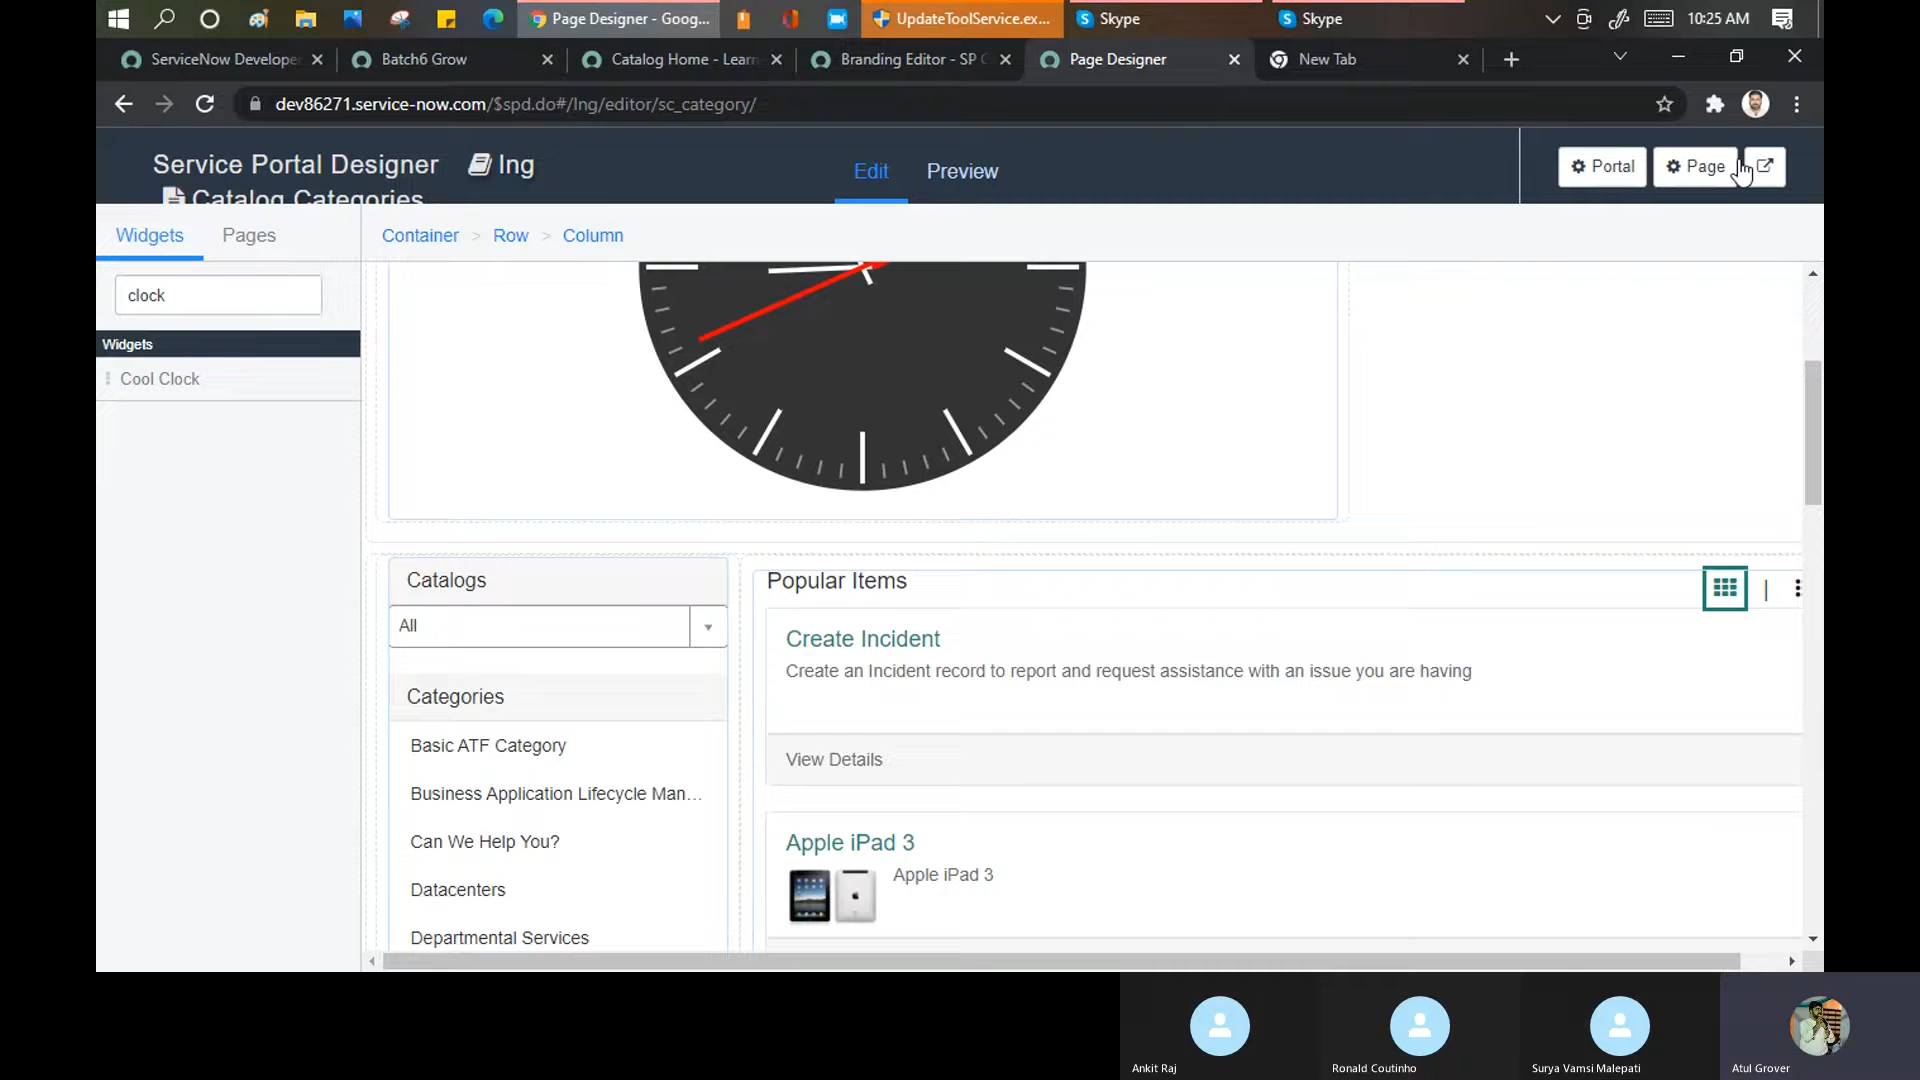 Page Designer - Goog...
UpdateToolService.ex...
Skype
Skype
10:25 AM
ServiceNow Develope
Batch6 Grow
Catalog Home - Learn
Branding Editor - SP C
Page Designer
New Tab
dev86271.service-now.com/$spd.do#/lng/editor/sc_category/
Service Portal Designer
lng
Catalog Categories
Edit
Preview
Portal
Page
Widgets
Pages
Container > Row > Column
clock
Widgets
Cool Clock
Catalogs
All
Categories
Basic ATF Category
Business Application Lifecycle Man...
Can We Help You?
Datacenters
Departmental Services
Popular Items
Create Incident
Create an Incident record to report and request assistance with an issue you are having
View Details
Apple iPad 3
Apple iPad 3
Ankit Raj
Ronald Coutinho
Surya Vamsi Malepati
Atul Grover